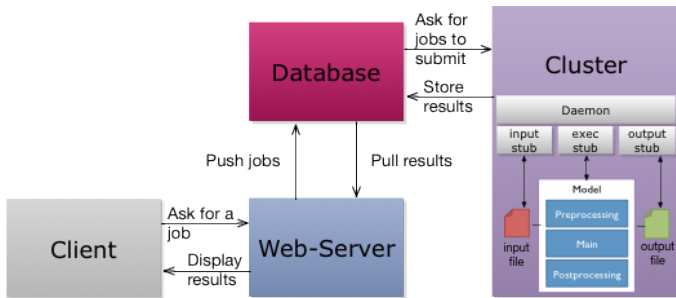 Ask for
jobs to
submit
Database
Cluster
Store
results
Daemon
input
stub
exec
stub
output
stub
Push jobs
Pull results
Model
Preprocessing
Main
Postprocessing
input
file
output
file
Client
Ask for a
job
Web-Server
Display
results